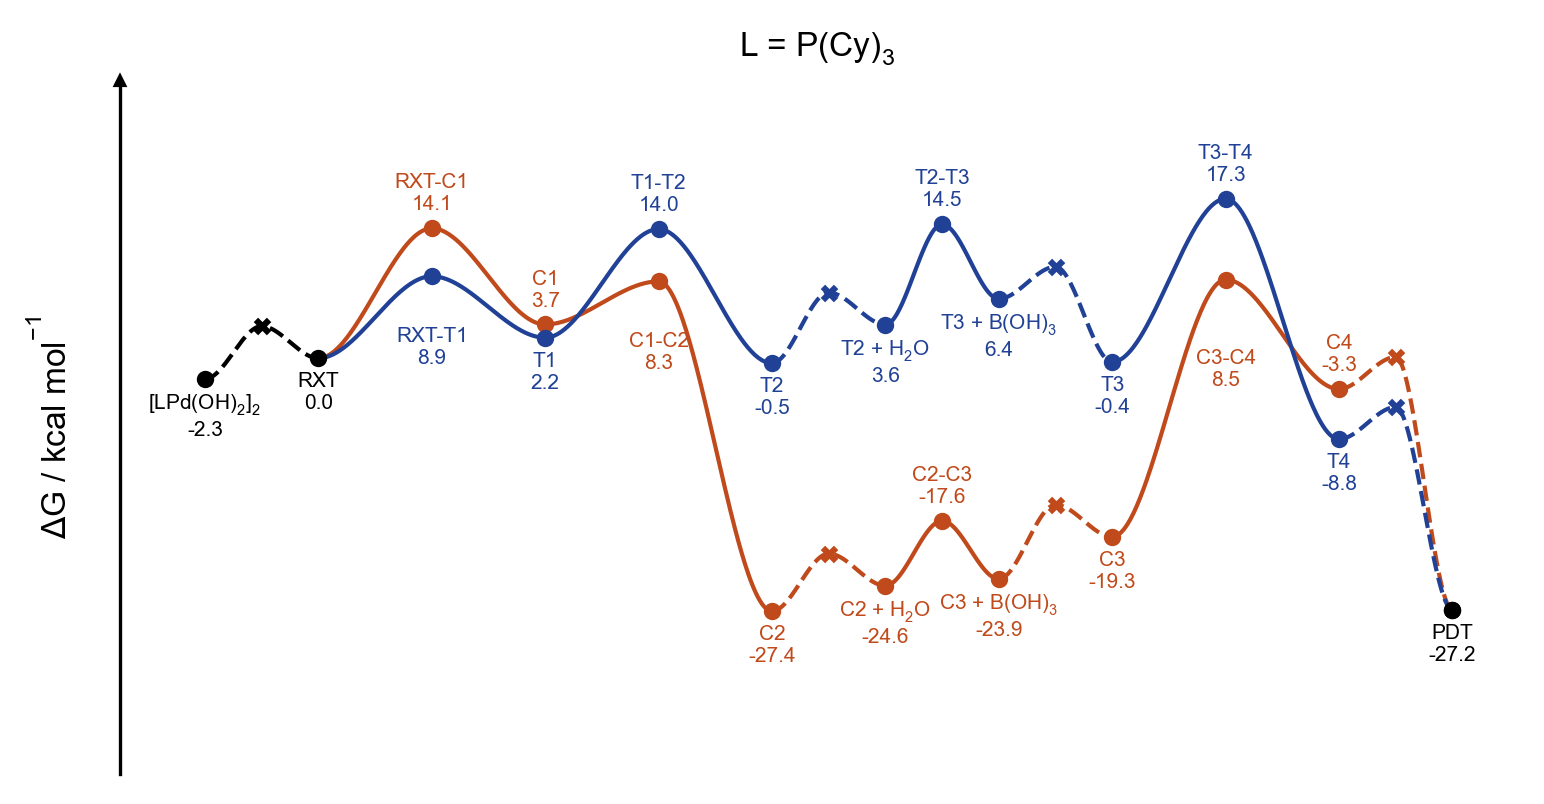 L = P(Cy)₃
ΔG / kcal mol⁻¹
[LPd(OH)₂]₂
-2.3
RXT
0.0
RXT-C1
14.1
RXT-T1
8.9
C1
3.7
T1
2.2
T1-T2
14.0
C1-C2
8.3
T2
-0.5
C2
-27.4
T2 + H₂O
3.6
C2 + H₂O
-24.6
T2-T3
14.5
C2-C3
-17.6
T3 + B(OH)₃
6.4
C3 + B(OH)₃
-23.9
T3
-0.4
C3
-19.3
T3-T4
17.3
C3-C4
8.5
C4
-3.3
T4
-8.8
PDT
-27.2